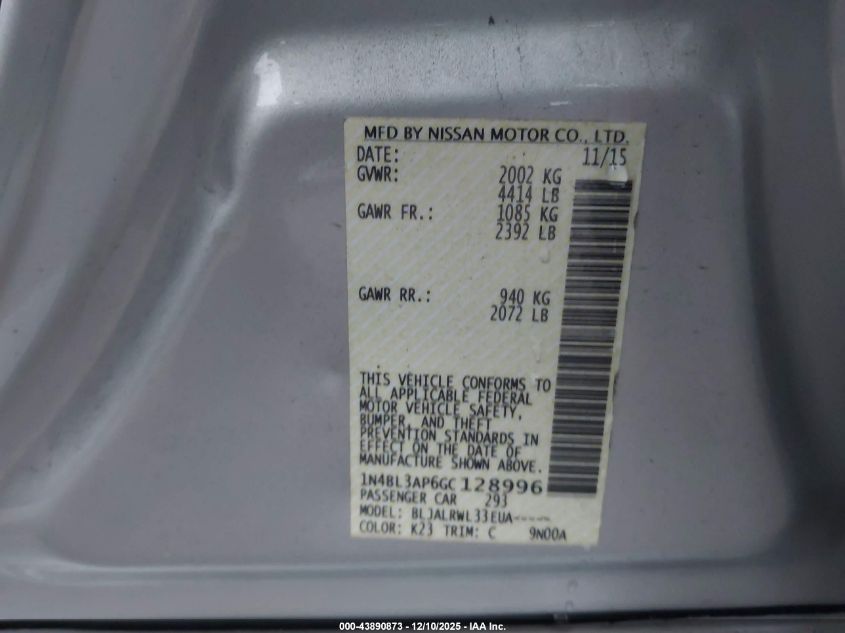 MFD BY NISSAN MOTOR CO., LTD.
DATE: 11/15
GVWR: 2002 KG
4414 LB
GAWR FR.: 1085 KG
2392 LB
GAWR RR.: 940 KG
2072 LB
THIS VEHICLE CONFORMS TO
ALL APPLICABLE FEDERAL
MOTOR VEHICLE SAFETY,
BUMPER, AND THEFT
PREVENTION STANDARDS IN
EFFECT ON THE DATE OF
MANUFACTURE SHOWN ABOVE.
1N4BL3AP6GC128996
PASSENGER CAR 293
MODEL: BLJALRWL33EUA-----
COLOR: K23 TRIM: C 9N00A
000-43890873 - 12/10/2025 - IAA Inc.